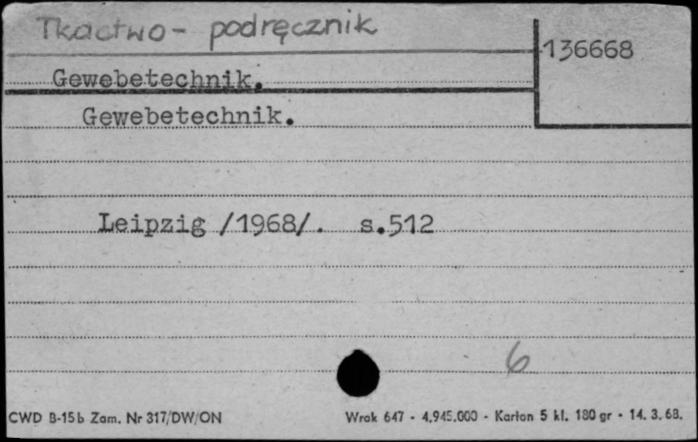 Tkactwo - podręcznik
136668
Gewebetechnik.
Gewebetechnik.
Leipzig /1968/. s.512
6
CWD B-15b Zam. Nr 317/DW/ON
Wrak 647 - 4.945.000 - Karton 5 kl. 180 gr - 14. 3. 68.